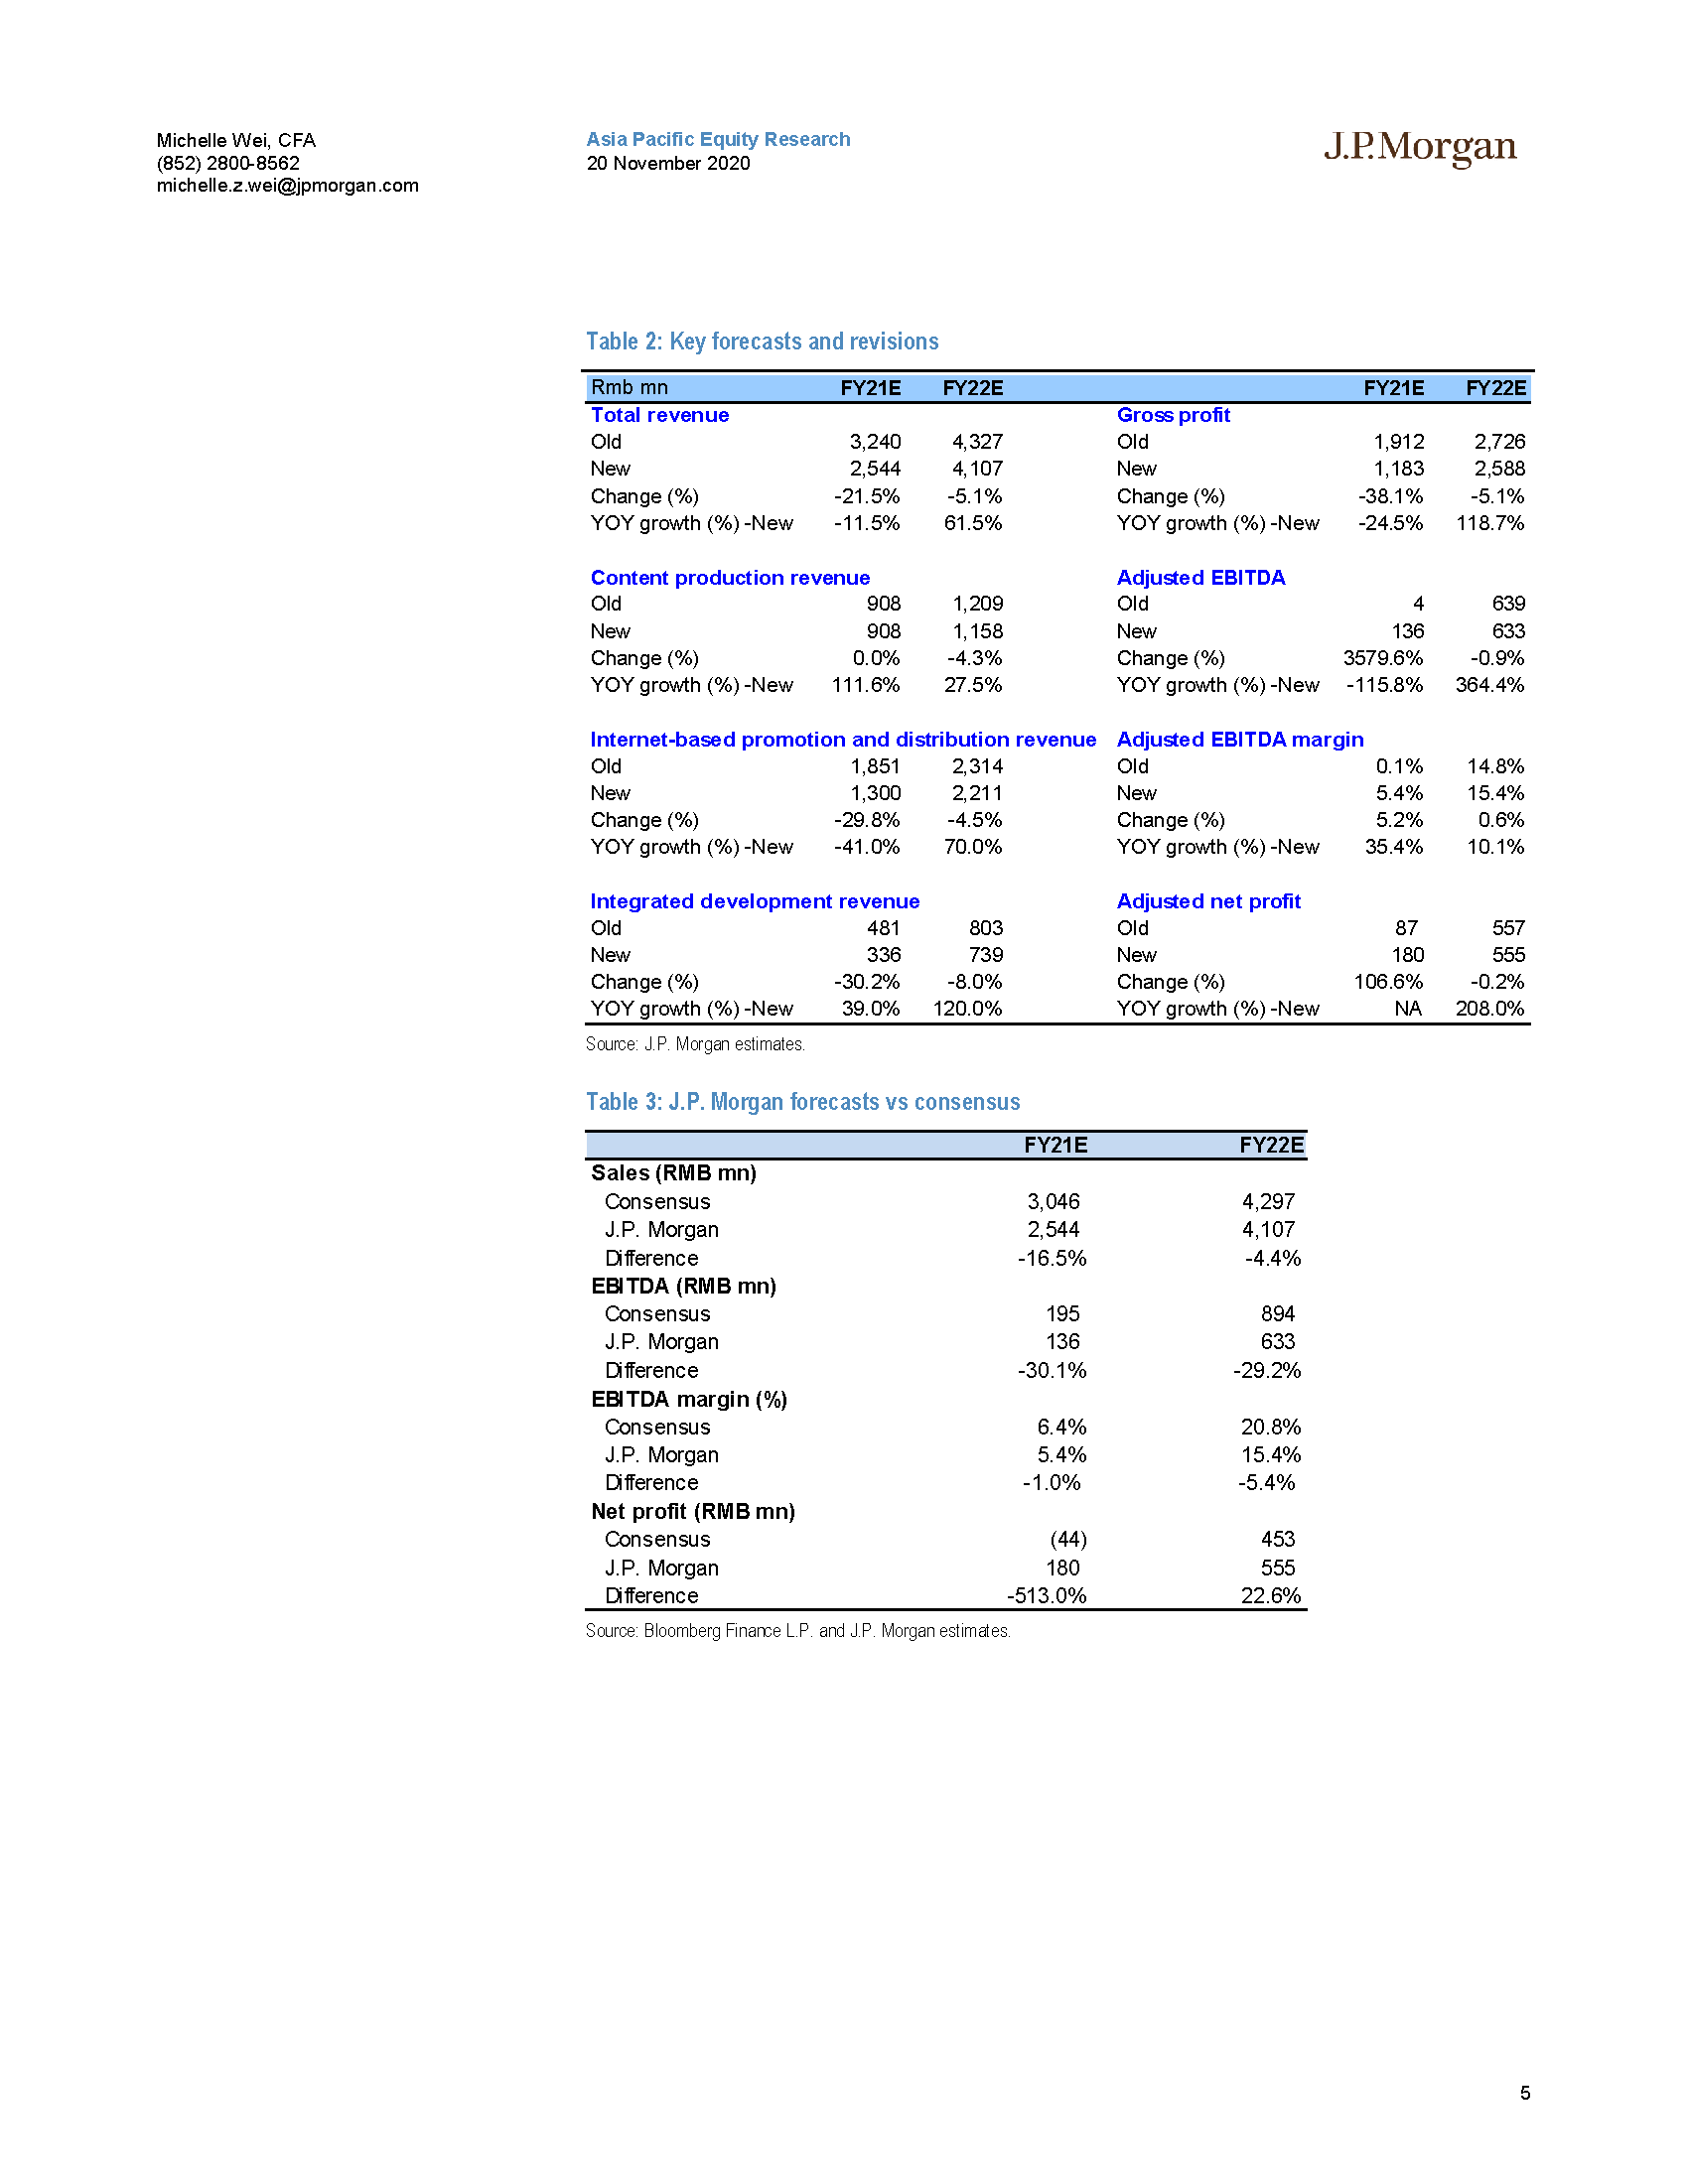 Michelle Wei, CFA
(852) 2800-8562
michelle.z.wei@jpmorgan.com
Asia Pacific Equity Research
20 November 2020
J.P.Morgan
Table 2: Key forecasts and revisions
Rmb mn FY21E FY22E FY21E FY22E
Total revenue Gross profit
Old 3,240 4,327 Old 1,912 2,726
New 2,544 4,107 New 1,183 2,588
Change (%) -21.5% -5.1% Change (%) -38.1% -5.1%
YOY growth (%) -New -11.5% 61.5% YOY growth (%) -New -24.5% 118.7%
Content production revenue Adjusted EBITDA
Old 908 1,209 Old 4 639
New 908 1,158 New 136 633
Change (%) 0.0% -4.3% Change (%) 3579.6% -0.9%
YOY growth (%) -New 111.6% 27.5% YOY growth (%) -New -115.8% 364.4%
Internet-based promotion and distribution revenue Adjusted EBITDA margin
Old 1,851 2,314 Old 0.1% 14.8%
New 1,300 2,211 New 5.4% 15.4%
Change (%) -29.8% -4.5% Change (%) 5.2% 0.6%
YOY growth (%) -New -41.0% 70.0% YOY growth (%) -New 35.4% 10.1%
Integrated development revenue Adjusted net profit
Old 481 803 Old 87 557
New 336 739 New 180 555
Change (%) -30.2% -8.0% Change (%) 106.6% -0.2%
YOY growth (%) -New 39.0% 120.0% YOY growth (%) -New NA 208.0%
Source: J.P. Morgan estimates.
Table 3: J.P. Morgan forecasts vs consensus
FY21E FY22E
Sales (RMB mn)
Consensus 3,046 4,297
J.P. Morgan 2,544 4,107
Difference -16.5% -4.4%
EBITDA (RMB mn)
Consensus 195 894
J.P. Morgan 136 633
Difference -30.1% -29.2%
EBITDA margin (%)
Consensus 6.4% 20.8%
J.P. Morgan 5.4% 15.4%
Difference -1.0% -5.4%
Net profit (RMB mn)
Consensus (44) 453
J.P. Morgan 180 555
Difference -513.0% 22.6%
Source: Bloomberg Finance L.P. and J.P. Morgan estimates.
5